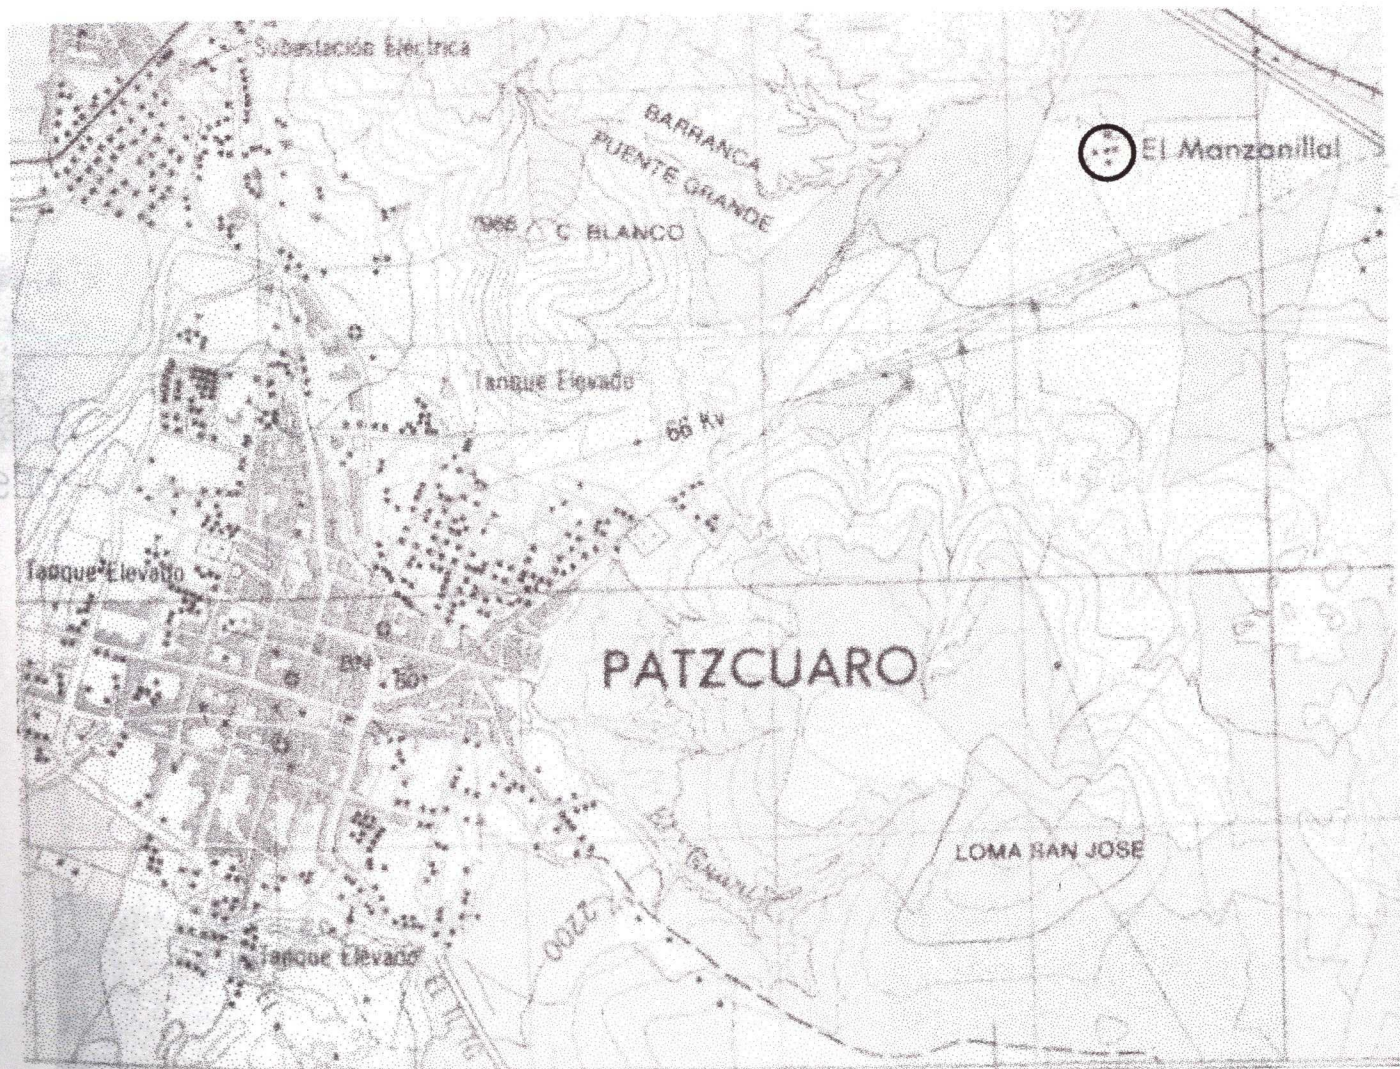 Subestación Eléctrica
BARRANCA
PUENTE GRANDE
El Manzanillal
C. BLANCO
Tanque Elevado
66 Kv
Tanque Elevado
PATZCUARO
BN
LOMA SAN JOSE
2200
Tanque Elevado